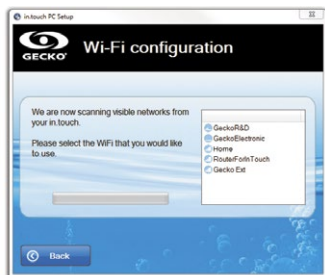 in.touch PC Setup
GECKO
Wi-Fi configuration
We are now scanning visible networks from
your in.touch.
Please select the WiFi that you would like
to use.
GeckoR&D
GeckoElectronic
Home
RouterForInTouch
Gecko Ext
Back